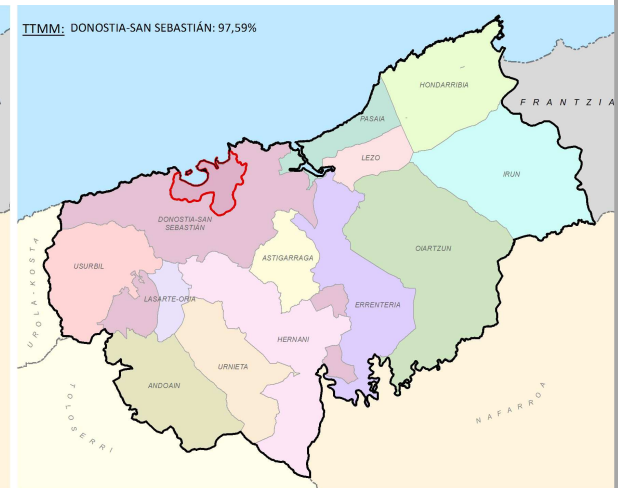 TTMM: DONOSTIA-SAN SEBASTIÁN: 97,59%
HONDARRIBIA
FRANTZIA
PASAIA
LEZO
IRUN
DONOSTIA-SAN
SEBASTIÁN
OIARTZUN
UROLA-KOSTA
USURBIL
ASTIGARRAGA
LASARTE-ORIA
ERRENTERIA
HERNANI
URNIETA
ANDOAIN
TOLOSERRI
NAFARROA